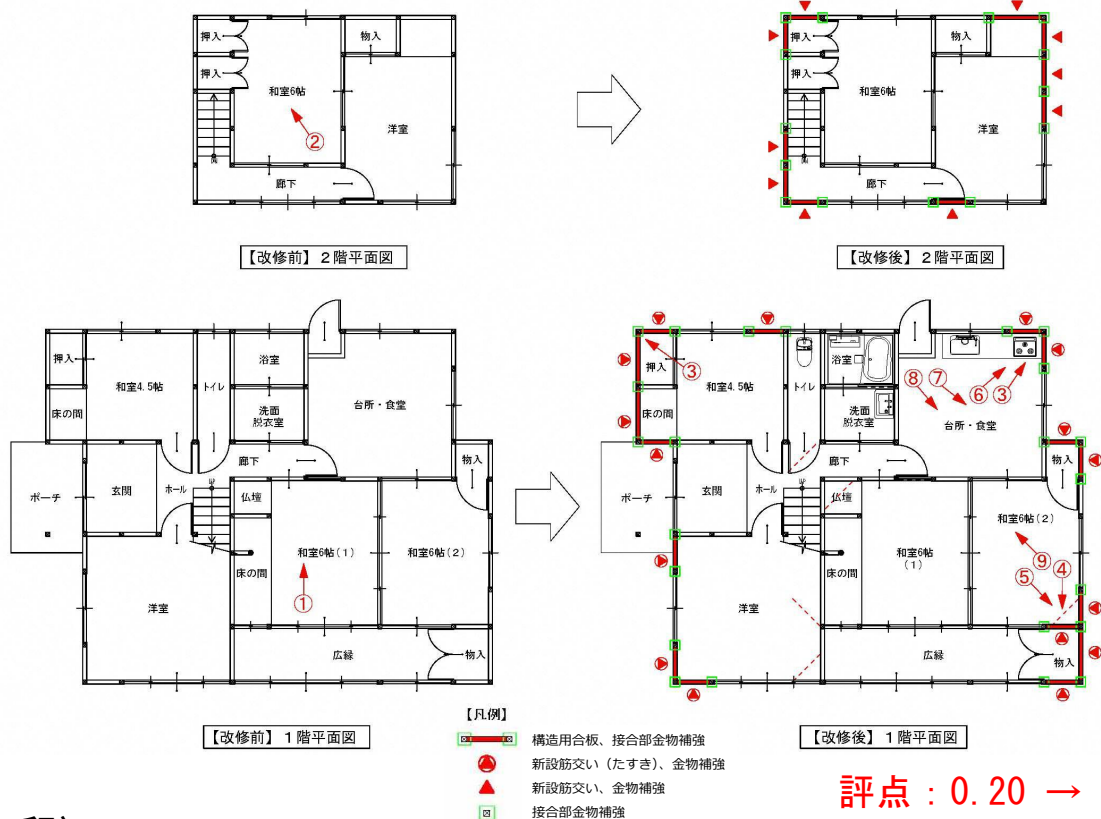 押入
物入
押入
和室6帖
洋室
②
DN
廊下
【改修前】２階平面図
押入
物入
押入
和室6帖
洋室
廊下
【改修後】２階平面図
押入
和室4.5帖
トイレ
浴室
台所・食堂
床の間
洗面
脱衣室
廊下
物入
ポーチ
玄関
ホール
UP
仏壇
和室6帖(1)
和室6帖(2)
床の間
①
洋室
広縁
物入
【改修前】１階平面図
③
押入
和室4.5帖
トイレ
浴室
⑧
⑦
⑥
③
床の間
洗面
脱衣室
台所・食堂
廊下
物入
ポーチ
玄関
ホール
UP
仏壇
和室6帖
(1)
和室6帖(2)
床の間
⑨
④
⑤
洋室
広縁
物入
【改修後】１階平面図
【凡例】
構造用合板、接合部金物補強
新設筋交い（たすき）、金物補強
新設筋交い、金物補強
接合部金物補強
評点：0.20 →